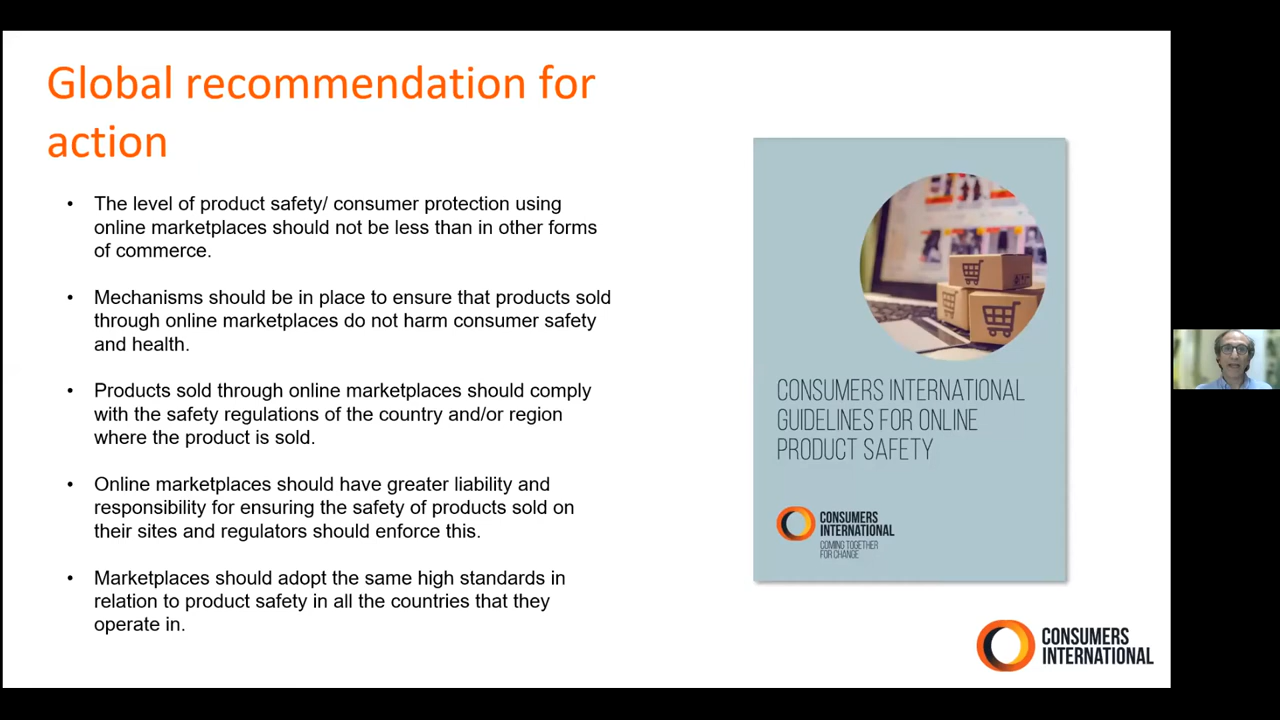 Global recommendation for
action
• The level of product safety/ consumer protection using
online marketplaces should not be less than in other forms
of commerce.
• Mechanisms should be in place to ensure that products sold
through online marketplaces do not harm consumer safety
and health.
• Products sold through online marketplaces should comply
with the safety regulations of the country and/or region
where the product is sold.
• Online marketplaces should have greater liability and
responsibility for ensuring the safety of products sold on
their sites and regulators should enforce this.
• Marketplaces should adopt the same high standards in
relation to product safety in all the countries that they
operate in.
CONSUMERS INTERNATIONAL
GUIDELINES FOR ONLINE
PRODUCT SAFETY
CONSUMERS
INTERNATIONAL
COMING TOGETHER
FOR CHANGE
CONSUMERS
INTERNATIONAL